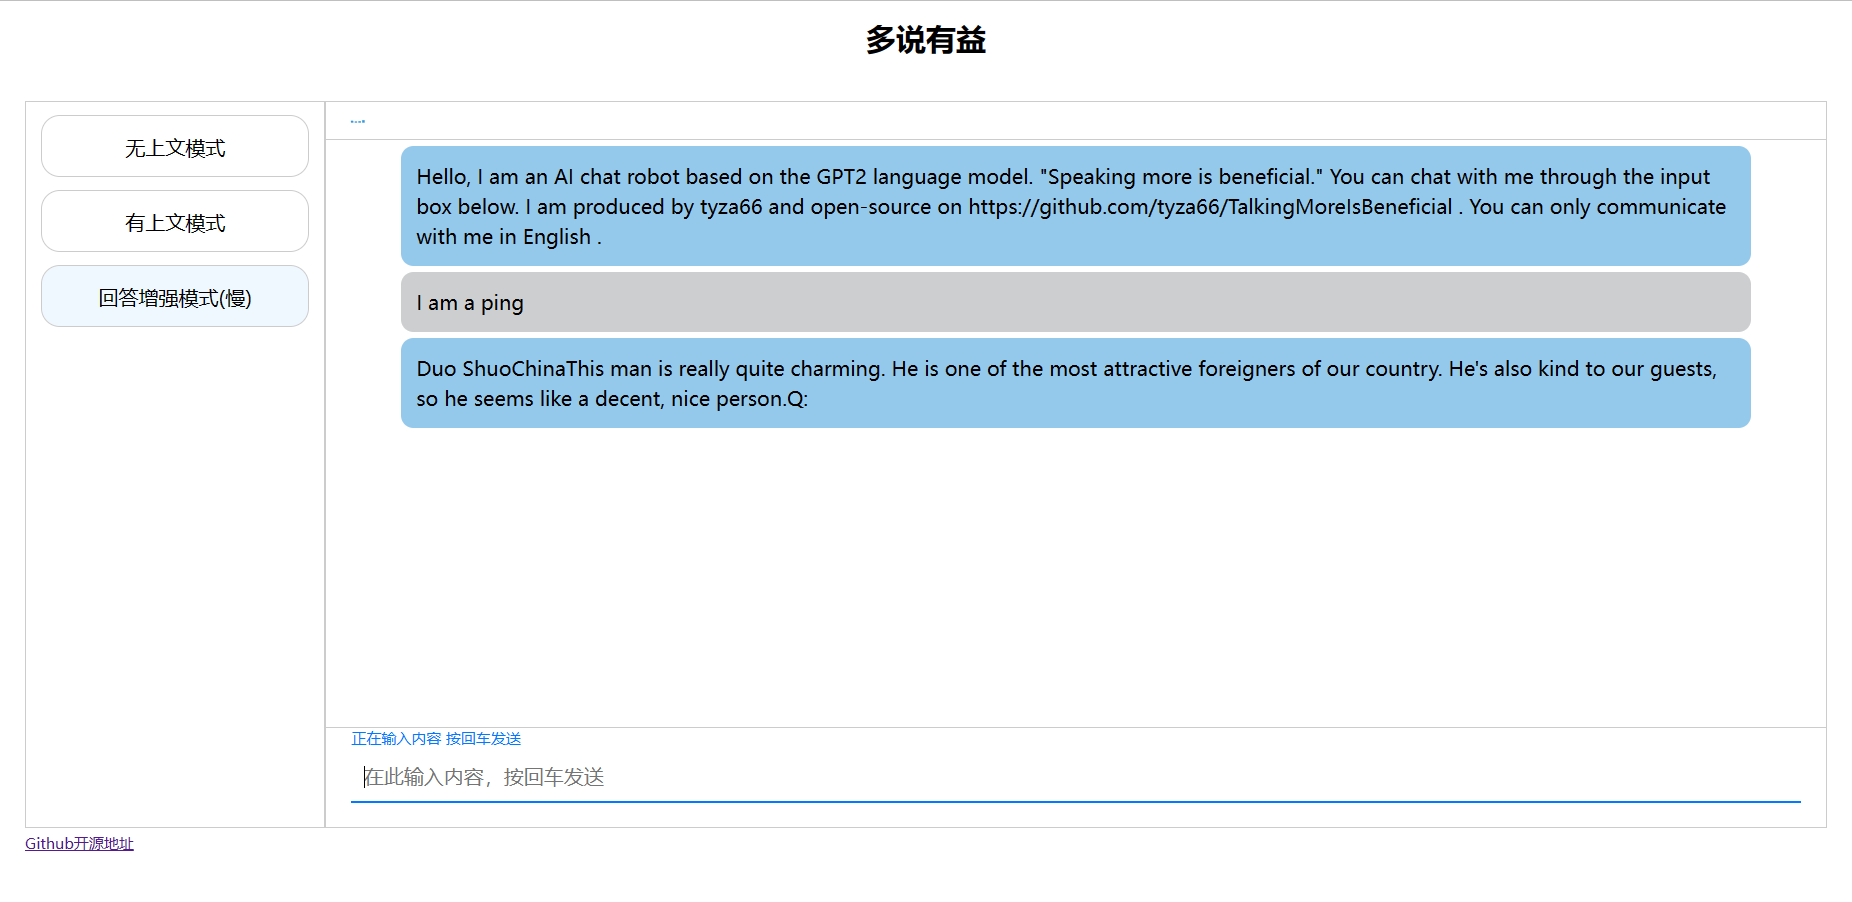 多说有益
无上文模式
有上文模式
回答增强模式(慢)
....
Hello, I am an AI chat robot based on the GPT2 language model. "Speaking more is beneficial." You can chat with me through the input
box below. I am produced by tyza66 and open-source on https://github.com/tyza66/TalkingMoreIsBeneficial . You can only communicate
with me in English .
I am a ping
Duo ShuoChinaThis man is really quite charming. He is one of the most attractive foreigners of our country. He's also kind to our guests,
so he seems like a decent, nice person.Q:
正在输入内容 按回车发送
在此输入内容，按回车发送
Github开源地址